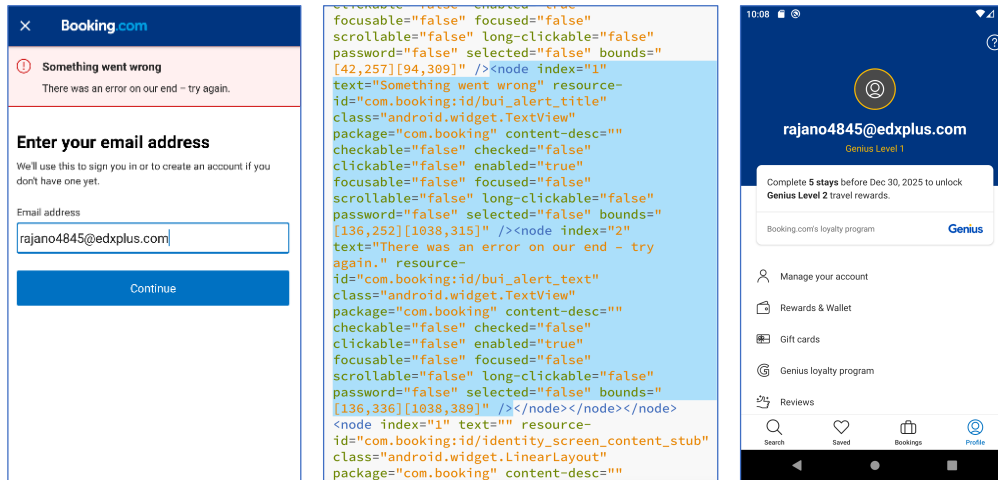 Booking.com
Something went wrong
There was an error on our end – try again.
Enter your email address
We'll use this to sign you in or to create an account if you
don't have one yet.
Email address
rajano4845@edxplus.com
Continue
focusable="false" focused="false"
scrollable="false" long-clickable="false"
password="false" selected="false" bounds="
[42,257][94,309]" /><node index="1"
text="Something went wrong" resource-
id="com.booking:id/bui_alert_title"
class="android.widget.TextView"
package="com.booking" content-desc=""
checkable="false" checked="false"
clickable="false" enabled="true"
focusable="false" focused="false"
scrollable="false" long-clickable="false"
password="false" selected="false" bounds="
[136,252][1038,315]" /><node index="2"
text="There was an error on our end – try
again." resource-
id="com.booking:id/bui_alert_text"
class="android.widget.TextView"
package="com.booking" content-desc=""
checkable="false" checked="false"
clickable="false" enabled="true"
focusable="false" focused="false"
scrollable="false" long-clickable="false"
password="false" selected="false" bounds="
[136,336][1038,389]" /></node></node></node>
<node index="1" text="" resource-
id="com.booking:id/identity_screen_content_stub"
class="android.widget.LinearLayout"
package="com.booking" content-desc=""
10:08
rajano4845@edxplus.com
Genius Level 1
Complete 5 stays before Dec 30, 2025 to unlock
Genius Level 2 travel rewards.
Booking.com's loyalty program Genius
Manage your account
Rewards & Wallet
Gift cards
Genius loyalty program
Reviews
Search Saved Bookings Profile